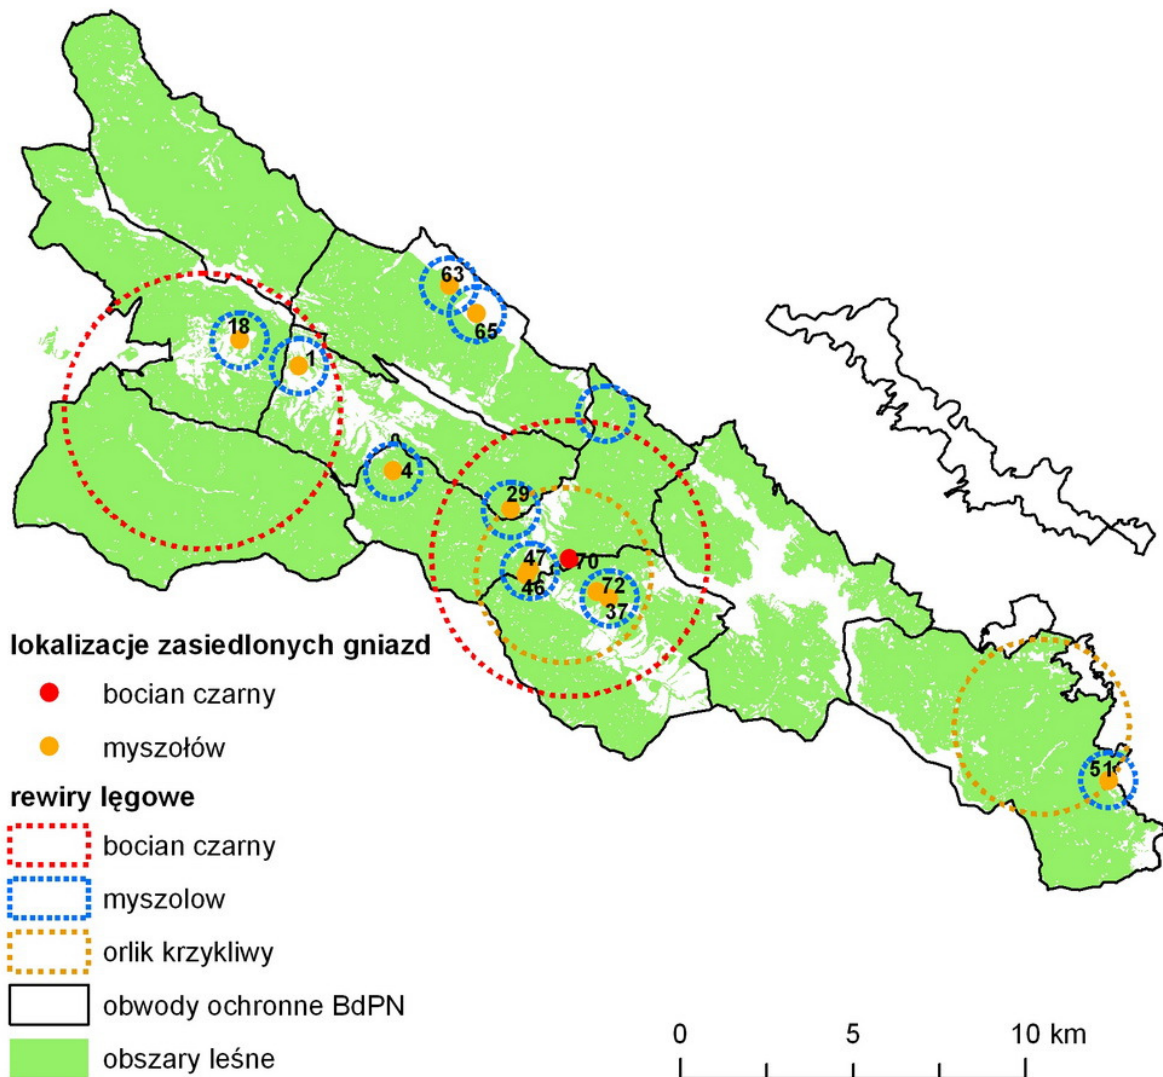 63
65
18
1
4
29
47
46
70
72
37
51
lokalizacje zasiedlonych gniazd
bocian czarny
myszołów
rewiry lęgowe
bocian czarny
myszolow
orlik krzykliwy
obwody ochronne BdPN
obszary leśne
0 5 10 km